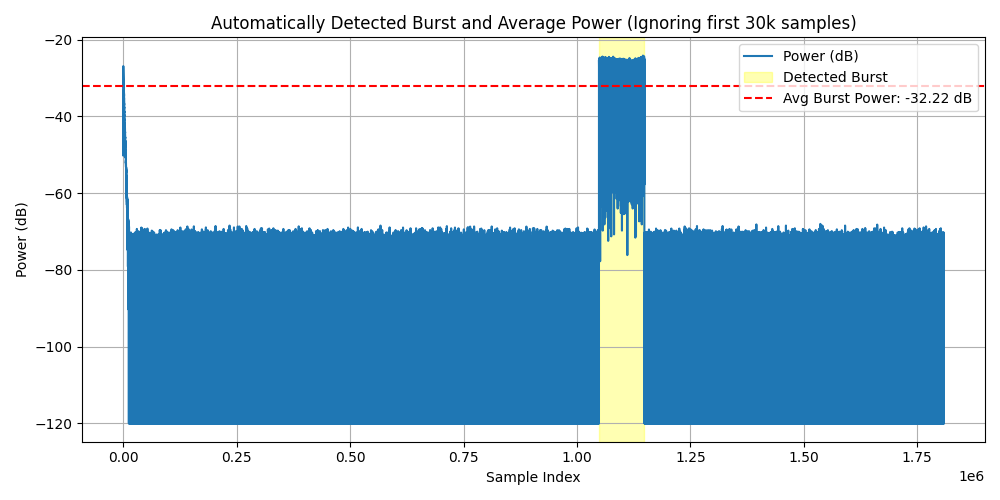 Automatically Detected Burst and Average Power (Ignoring first 30k samples)
Power (dB)
Detected Burst
Avg Burst Power: -32.22 dB
−20
−40
−60
−80
−100
−120
Power (dB)
0.00 0.25 0.50 0.75 1.00 1.25 1.50 1.75
1e6
Sample Index